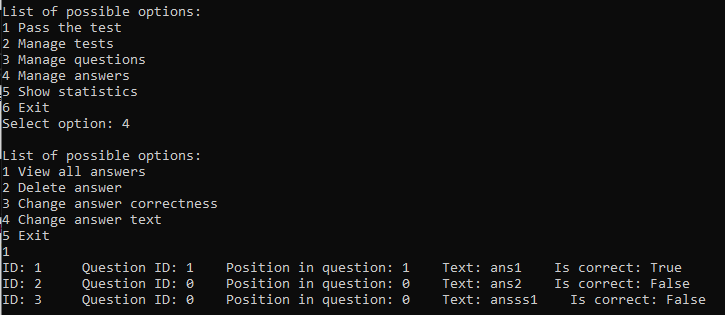 List of possible options:
1 Pass the test
2 Manage tests
3 Manage questions
4 Manage answers
5 Show statistics
6 Exit
Select option: 4

List of possible options:
1 View all answers
2 Delete answer
3 Change answer correctness
4 Change answer text
5 Exit
1
ID: 1     Question ID: 1    Position in question: 1    Text: ans1    Is correct: True
ID: 2     Question ID: 0    Position in question: 0    Text: ans2    Is correct: False
ID: 3     Question ID: 0    Position in question: 0    Text: ansss1    Is correct: False